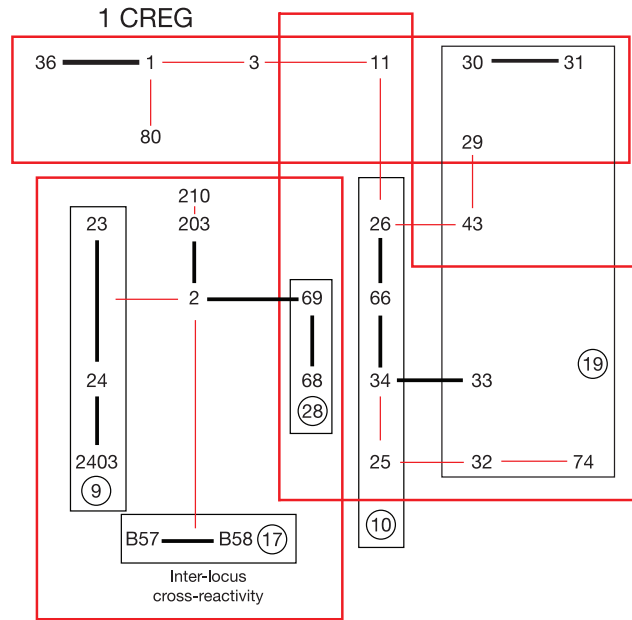 1 CREG
36 1 3 11 30 31
80 29
210
23 203 26 43
2 69 66
24 68 34 33 19
28
2403 25 32 74
9
10
B57 B58 17
Inter-locus
cross-reactivity